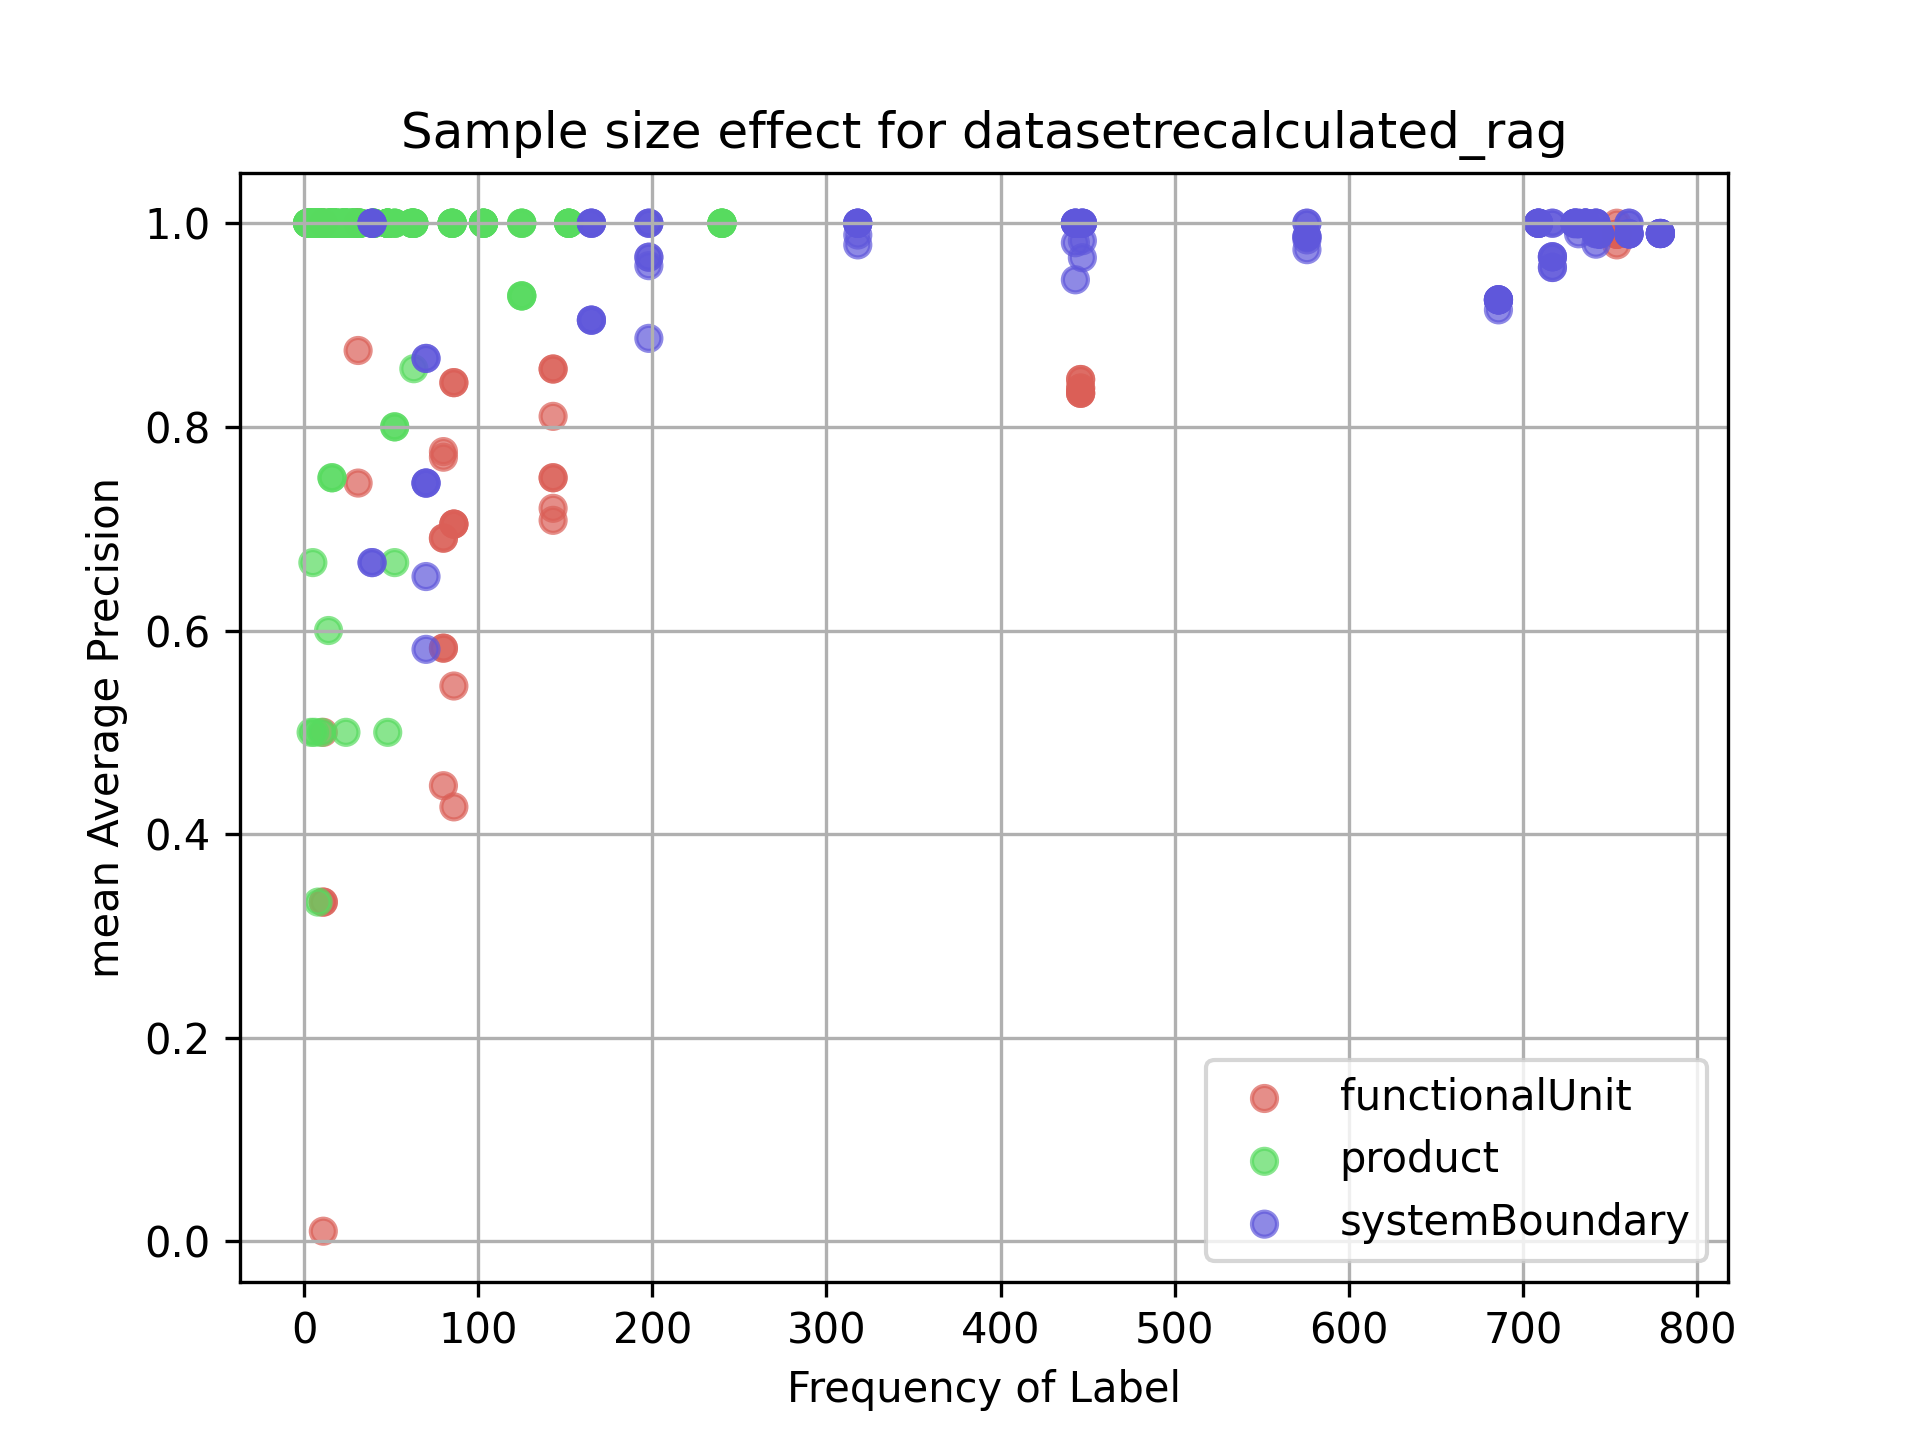 Sample size effect for datasetrecalculated_rag
mean Average Precision
1.0
0.8
0.6
0.4
0.2
0.0
functionalUnit
product
systemBoundary
0 100 200 300 400 500 600 700 800
Frequency of Label